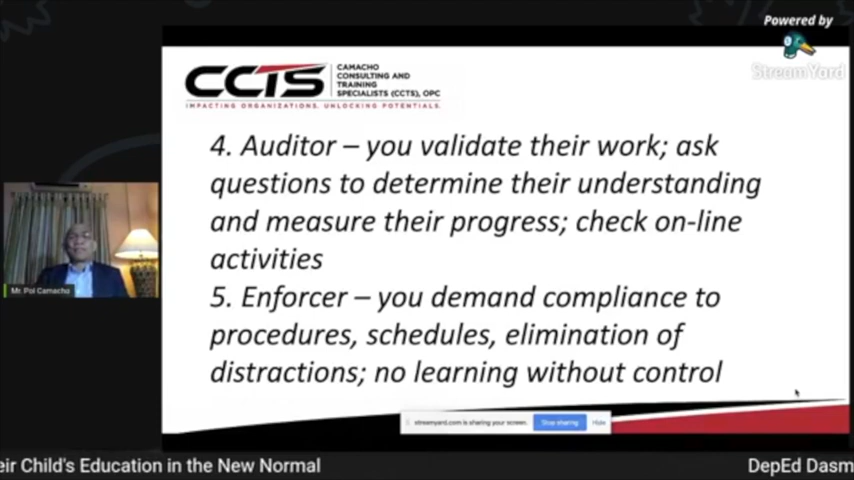 Powered by
StreamYard
CCTS
CAMACHO
CONSULTING AND
TRAINING
SPECIALISTS (CCTS), OPC
IMPACTING ORGANIZATIONS. UNLOCKING POTENTIALS.
4. Auditor – you validate their work; ask
questions to determine their understanding
and measure their progress; check on-line
activities
5. Enforcer – you demand compliance to
procedures, schedules, elimination of
distractions; no learning without control
Mr. Pol Camacho
streamyard.com is sharing your screen.
Stop sharing
Hide
eir Child's Education in the New Normal
DepEd Dasm